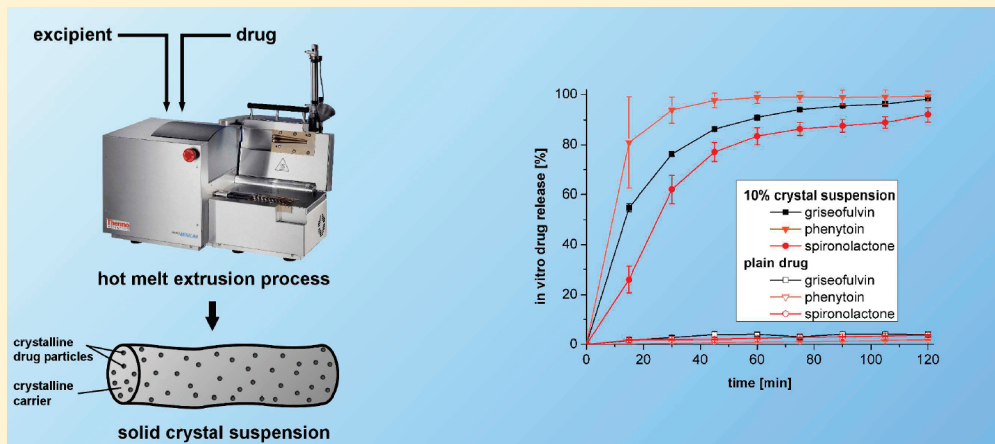 excipient
drug
Thermo
hot melt extrusion process
crystalline
drug particles
crystalline
carrier
solid crystal suspension
in vitro drug release [%]
100
80
60
40
20
0
0 20 40 60 80 100 120
time [min]
10% crystal suspension
griseofulvin
phenytoin
spironolactone
plain drug
griseofulvin
phenytoin
spironolactone